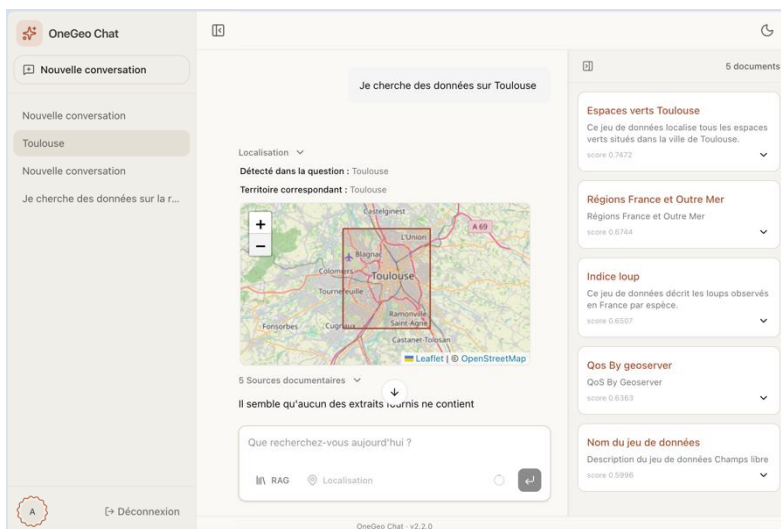 OneGeo Chat
Nouvelle conversation
Nouvelle conversation
Toulouse
Nouvelle conversation
Je cherche des données sur la r...
A
Déconnexion
Je cherche des données sur Toulouse
Localisation
Détecté dans la question : Toulouse
Territoire correspondant : Toulouse
+
−
Castelginest
A 69
L'Union
Blagnac
Colomiers
Toulouse
Tournefeuille
Ramonville
Saint-Agne
Fonsorbes
Cugnaux
Castanet-Tolosan
Leaflet | © OpenStreetMap
5 Sources documentaires
Il semble qu'aucun des extraits fournis ne contient
Que recherchez-vous aujourd'hui ?
RAG
Localisation
OneGeo Chat - v2.2.0
5 documents
Espaces verts Toulouse
Ce jeu de données localise tous les espaces
verts situés dans la ville de Toulouse.
score 0.7472
Régions France et Outre Mer
Régions France et Outre Mer
score 0.6744
Indice loup
Ce jeu de données décrit les loups observés
en France par espèce.
score 0.6507
Qos By geoserver
QoS By Geoserver
score 0.6363
Nom du jeu de données
Description du jeu de données Champs libre
score 0.5996